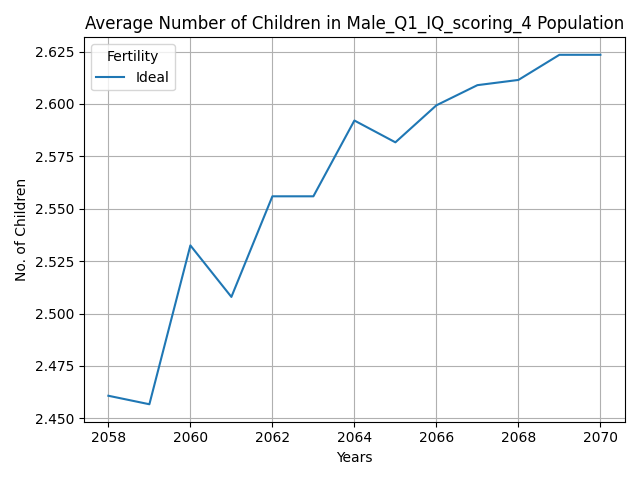 Average Number of Children in Male_Q1_IQ_scoring_4 Population
Fertility
Ideal
No. of Children
2.625
2.600
2.575
2.550
2.525
2.500
2.475
2.450
2058 2060 2062 2064 2066 2068 2070
Years